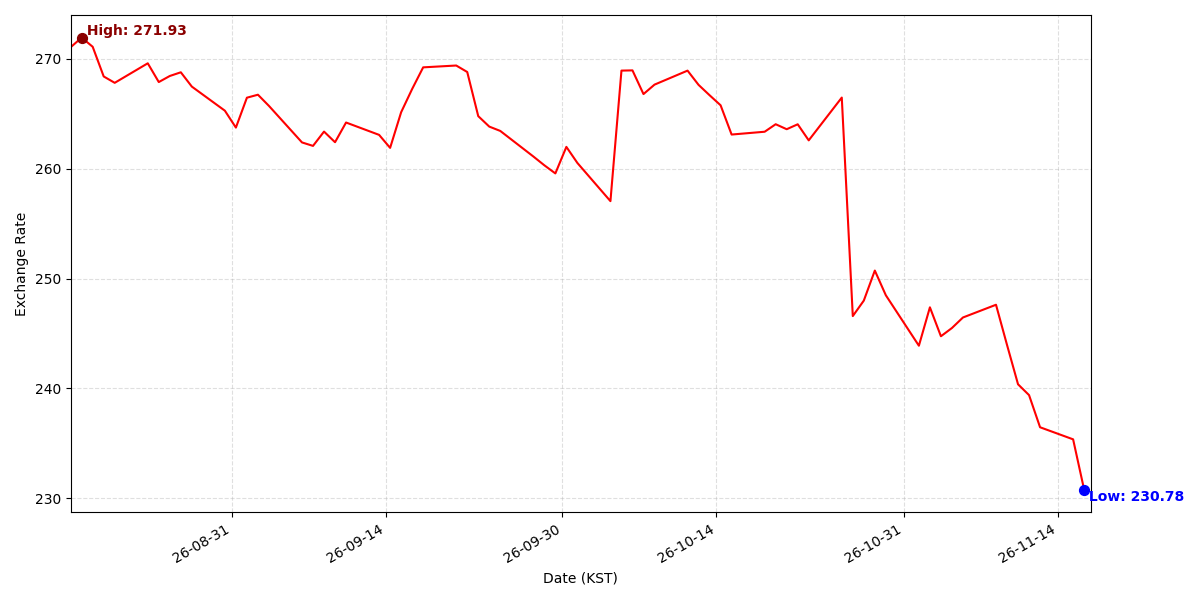 High: 271.93
270
260
250
240
230
Exchange Rate
Low: 230.78
26-08-31
26-09-14
26-09-30
26-10-14
26-10-31
26-11-14
Date (KST)